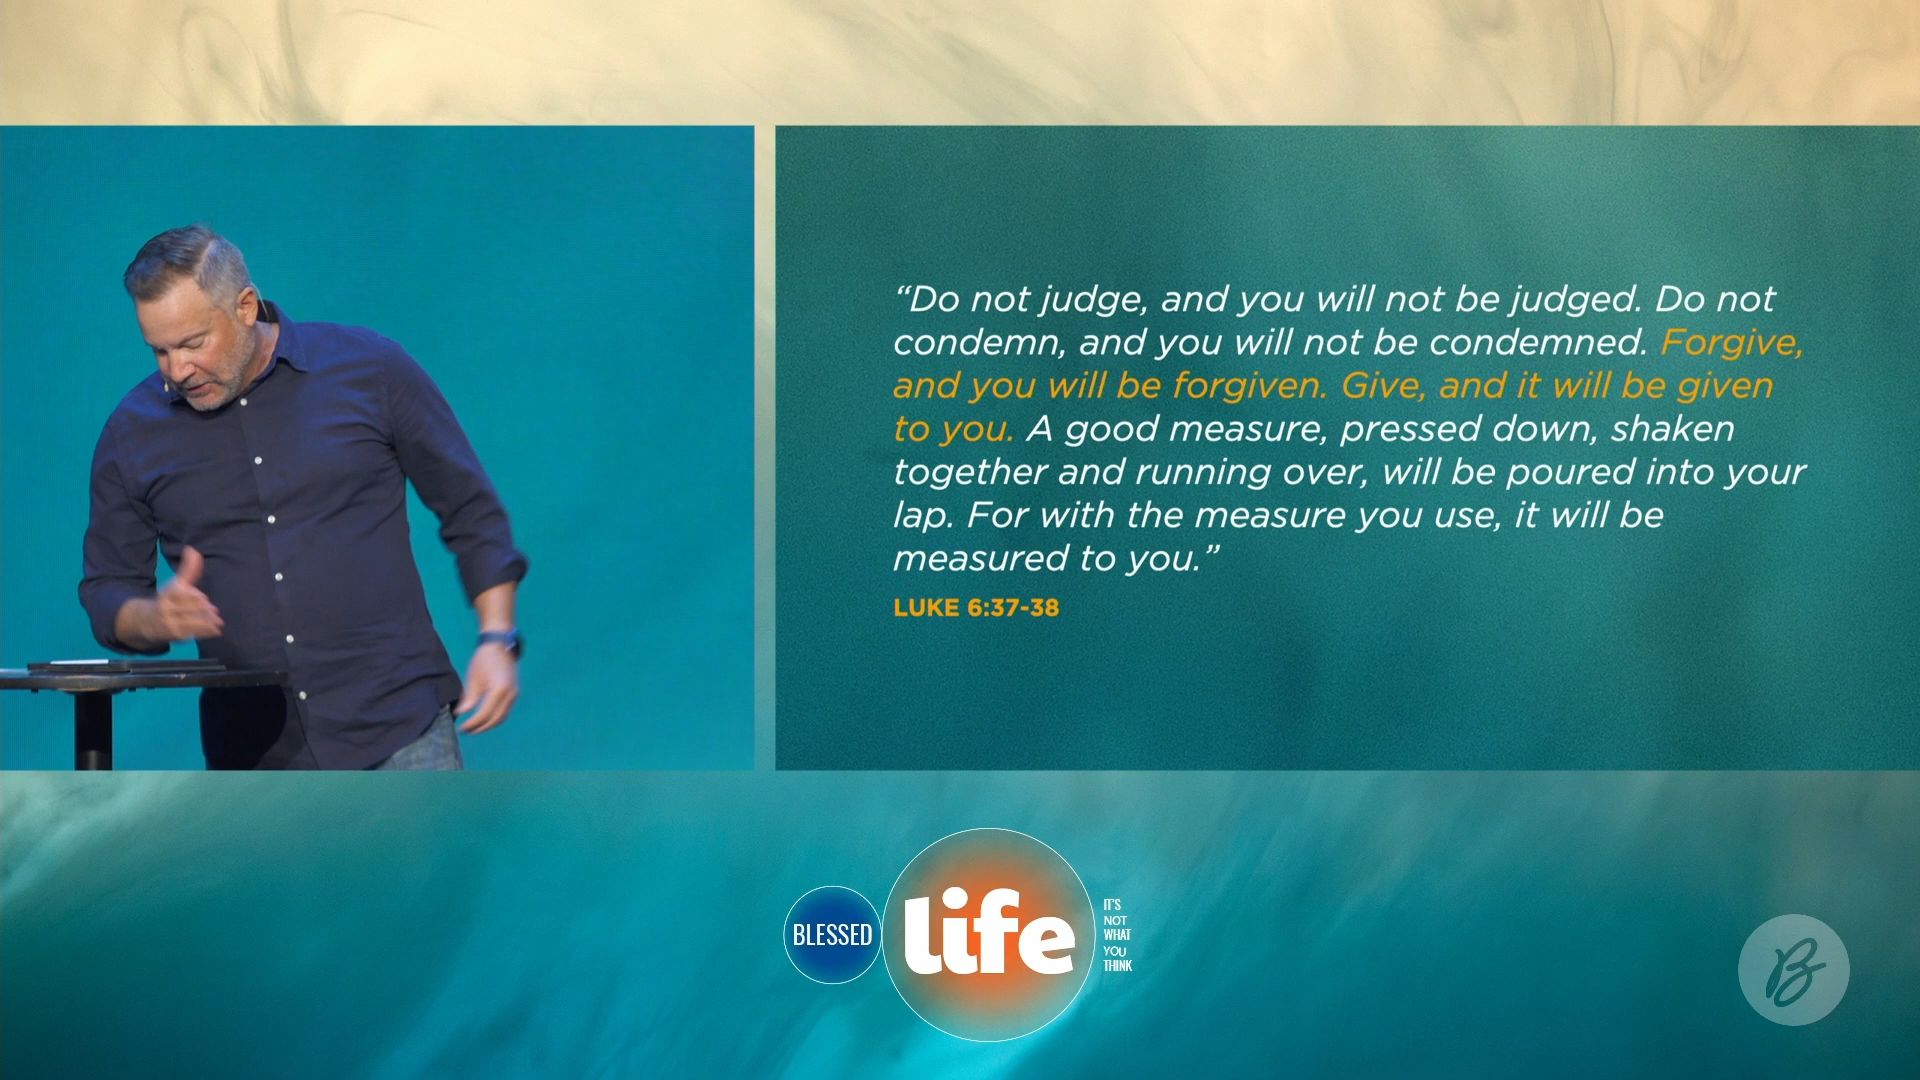 “Do not judge, and you will not be judged. Do not
condemn, and you will not be condemned. Forgive,
and you will be forgiven. Give, and it will be given
to you. A good measure, pressed down, shaken
together and running over, will be poured into your
lap. For with the measure you use, it will be
measured to you.”
LUKE 6:37-38
BLESSED
life
IT'S
NOT
WHAT
YOU
THINK
B